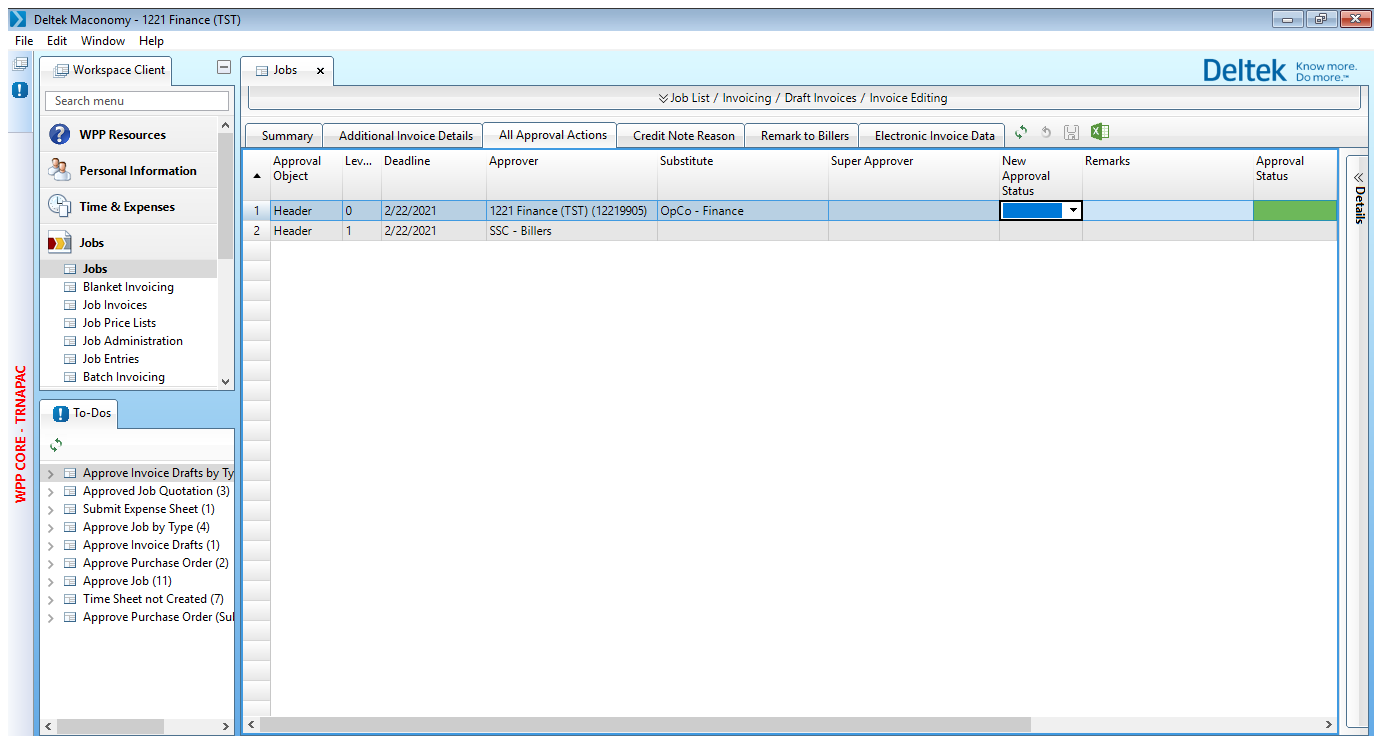 Deltek Maconomy - 1221 Finance (TST)
File Edit Window Help
Workspace Client
Jobs x
Deltek Know more. Do more.™
Search menu
WPP Resources
Personal Information
Time & Expenses
Jobs
Jobs
Blanket Invoicing
Job Invoices
Job Price Lists
Job Administration
Job Entries
Batch Invoicing
WPP CORE - TRNAPAC
To-Dos
Approve Invoice Drafts by Ty
Approved Job Quotation (3)
Submit Expense Sheet (1)
Approve Job by Type (4)
Approve Invoice Drafts (1)
Approve Purchase Order (2)
Approve Job (11)
Time Sheet not Created (7)
Approve Purchase Order (Sul
Job List / Invoicing / Draft Invoices / Invoice Editing
Summary Additional Invoice Details All Approval Actions Credit Note Reason Remark to Billers Electronic Invoice Data
Approval Object Lev... Deadline Approver Substitute Super Approver New Approval Status Remarks Approval Status
1 Header 0 2/22/2021 1221 Finance (TST) (12219905) OpCo - Finance
2 Header 1 2/22/2021 SSC - Billers
Details